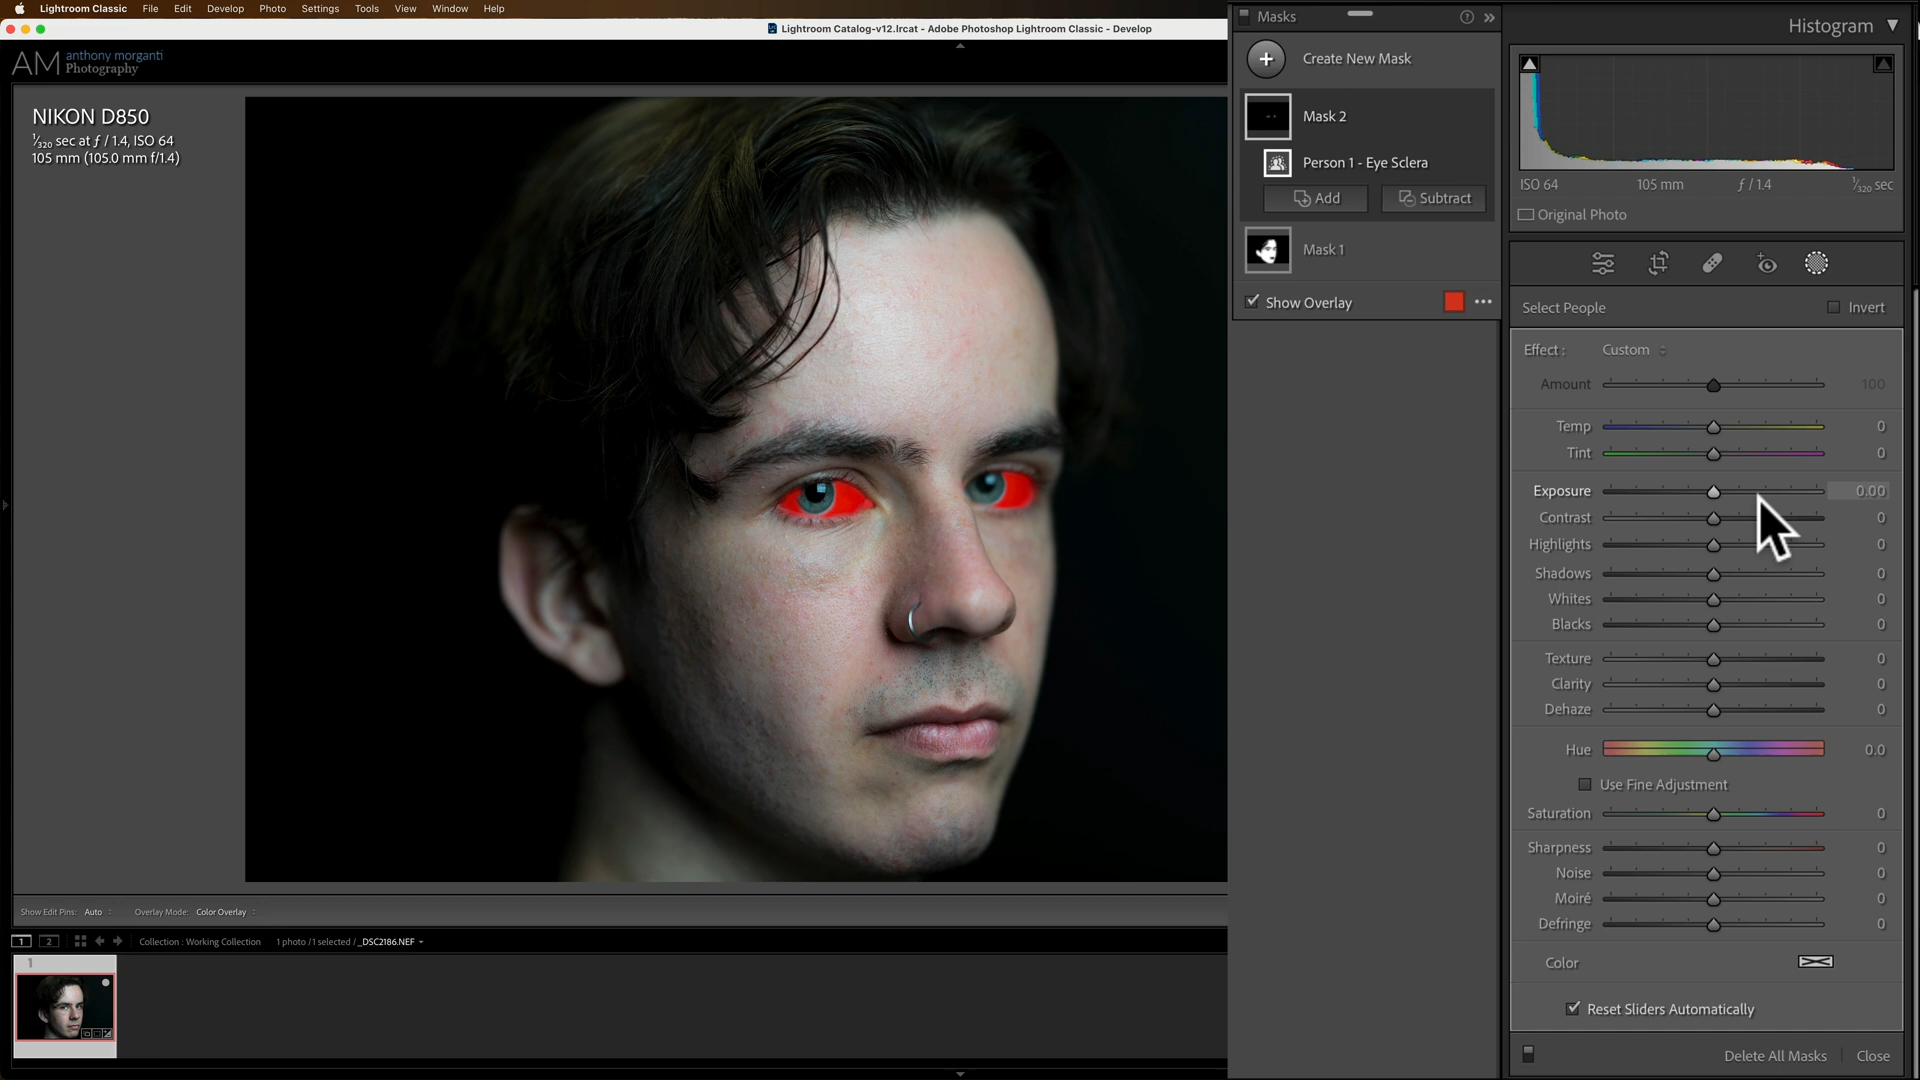 Lightroom Classic File Edit Develop Photo Settings Tools View Window Help
Lightroom Catalog-v12.lrcat - Adobe Photoshop Lightroom Classic - Develop
AM anthony morganti
Photography
NIKON D850
1/320 sec at ƒ / 1.4, ISO 64
105 mm (105.0 mm f/1.4)
Masks
Create New Mask
Mask 2
Person 1 - Eye Sclera
Add Subtract
Mask 1
Show Overlay
Histogram
ISO 64 105 mm ƒ / 1.4 1/320 sec
Original Photo
Select People Invert
Effect : Custom
Amount 100
Temp 0
Tint 0
Exposure 0.00
Contrast 0
Highlights 0
Shadows 0
Whites 0
Blacks 0
Texture 0
Clarity 0
Dehaze 0
Hue 0.0
Use Fine Adjustment
Saturation 0
Sharpness 0
Noise 0
Moiré 0
Defringe 0
Color
Reset Sliders Automatically
Delete All Masks Close
Show Edit Pins: Auto Overlay Mode: Color Overlay
1 2 Collection : Working Collection 1 photo / 1 selected / _DSC2186.NEF
1